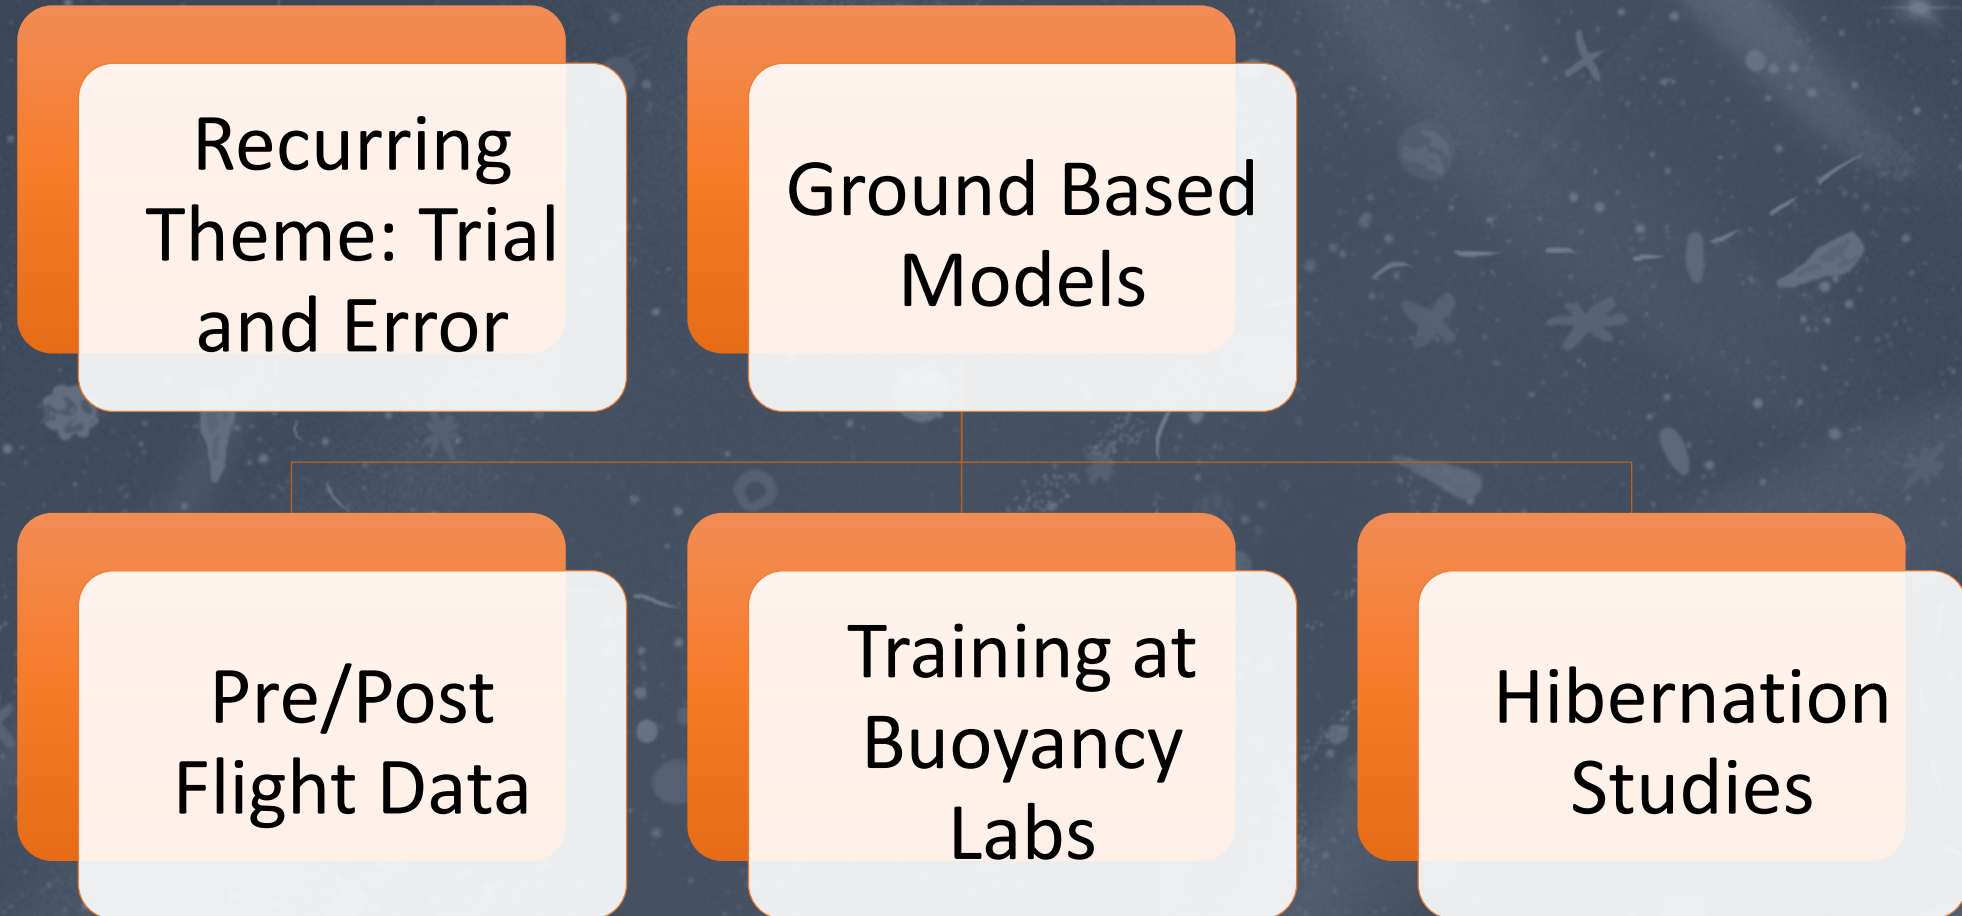 Recurring
Theme: Trial
and Error
Ground Based
Models
Pre/Post
Flight Data
Training at
Buoyancy
Labs
Hibernation
Studies